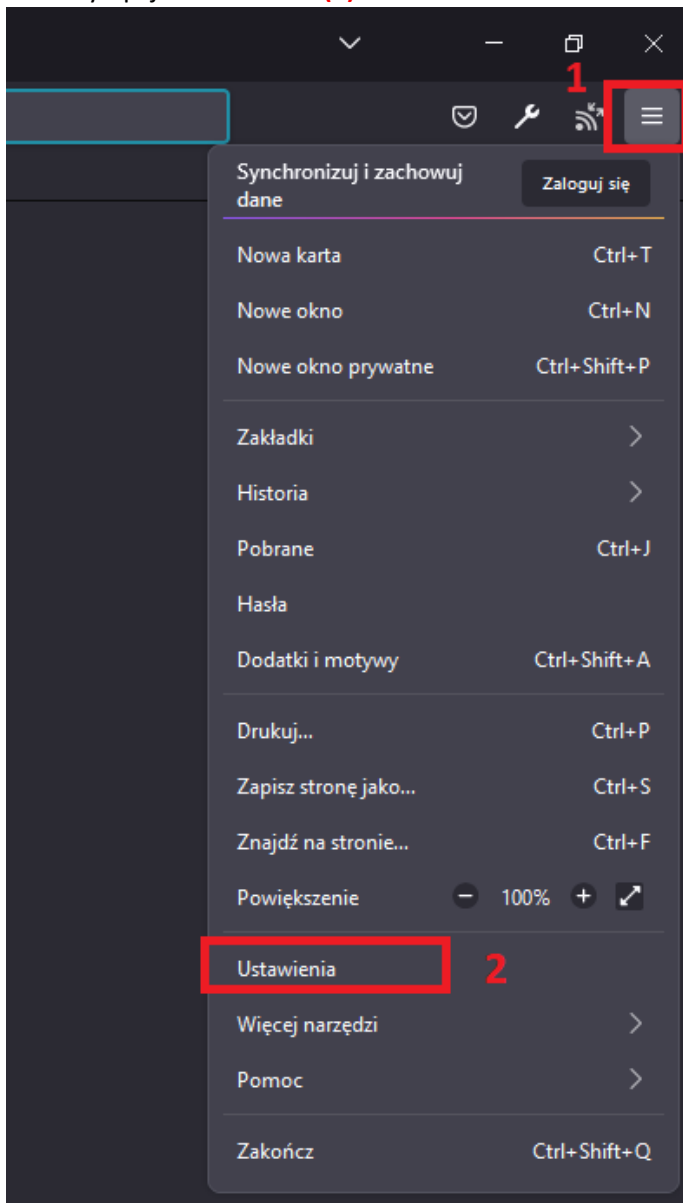 1
Synchronizuj i zachowuj
dane
Zaloguj się
Nowa karta Ctrl+T
Nowe okno Ctrl+N
Nowe okno prywatne Ctrl+Shift+P
Zakładki
Historia
Pobrane Ctrl+J
Hasła
Dodatki i motywy Ctrl+Shift+A
Drukuj... Ctrl+P
Zapisz stronę jako... Ctrl+S
Znajdź na stronie... Ctrl+F
Powiększenie 100%
Ustawienia 2
Więcej narzędzi
Pomoc
Zakończ Ctrl+Shift+Q